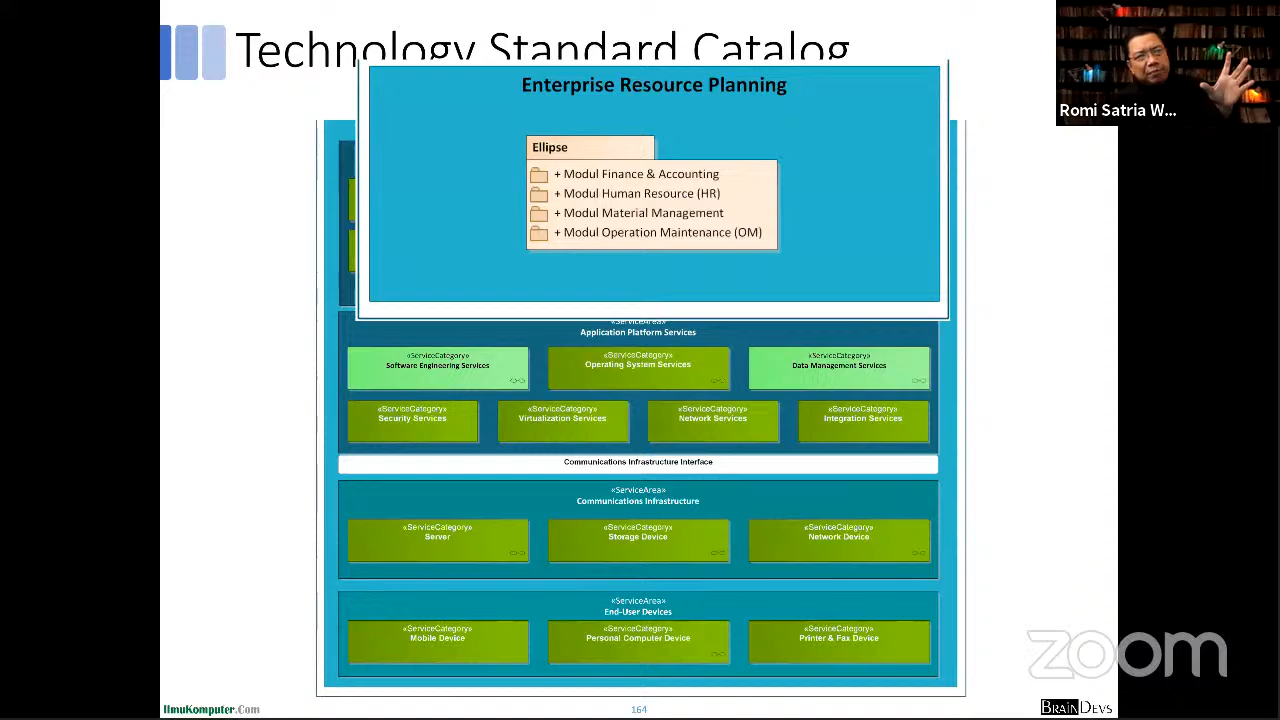 Technology Standard Catalog
Romi Satria W...
Enterprise Resource Planning
Ellipse
+ Modul Finance & Accounting
+ Modul Human Resource (HR)
+ Modul Material Management
+ Modul Operation Maintenance (OM)
«ServiceArea»
Application Platform Services
«ServiceCategory»
Software Engineering Services
«ServiceCategory»
Operating System Services
«ServiceCategory»
Data Management Services
«ServiceCategory»
Security Services
«ServiceCategory»
Virtualization Services
«ServiceCategory»
Network Services
«ServiceCategory»
Integration Services
Communications Infrastructure Interface
«ServiceArea»
Communications Infrastructure
«ServiceCategory»
Server
«ServiceCategory»
Storage Device
«ServiceCategory»
Network Device
«ServiceArea»
End-User Devices
«ServiceCategory»
Mobile Device
«ServiceCategory»
Personal Computer Device
«ServiceCategory»
Printer & Fax Device
zoom
IlmuKomputer.Com
164
BRAINDEVS